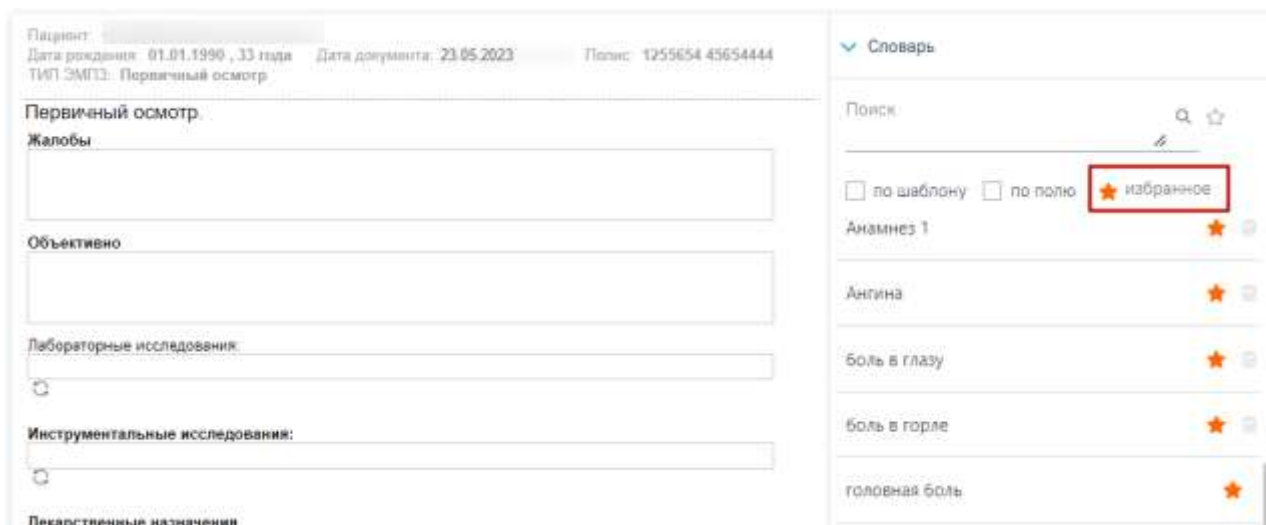 Пациент:
Дата рождения: 01.01.1990 , 33 года Дата документа: 23.05.2023 Полис: 1255654 45654444
ТИП ЭМПЗ: Первичный осмотр
Первичный осмотр.
Жалобы
Объективно
Лабораторные исследования:
Инструментальные исследования:
Лекарственные назначения
Словарь
Поиск
по шаблону по полю избранное
Анамнез 1
Ангина
боль в глазу
боль в горле
головная боль